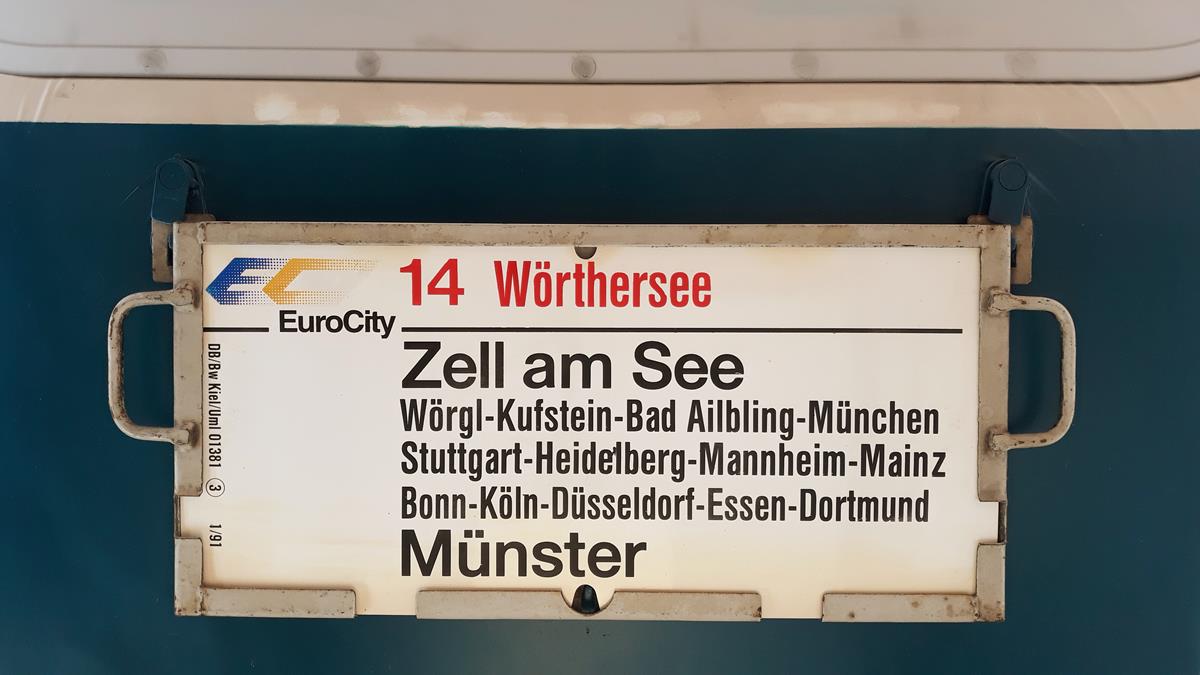 EC 14 Wörthersee
EuroCity
Zell am See
Wörgl-Kufstein-Bad Ailbling-München
Stuttgart-Heidelberg-Mannheim-Mainz
Bonn-Köln-Düsseldorf-Essen-Dortmund
Münster
DB/Bw Kiel/Uml 01381 3 1/91